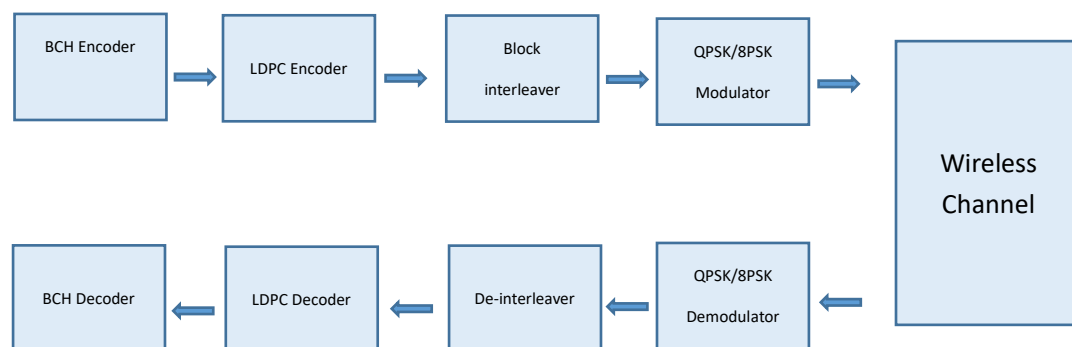 BCH Encoder
LDPC Encoder
Block
interleaver
QPSK/8PSK
Modulator
Wireless
Channel
BCH Decoder
LDPC Decoder
De-interleaver
QPSK/8PSK
Demodulator